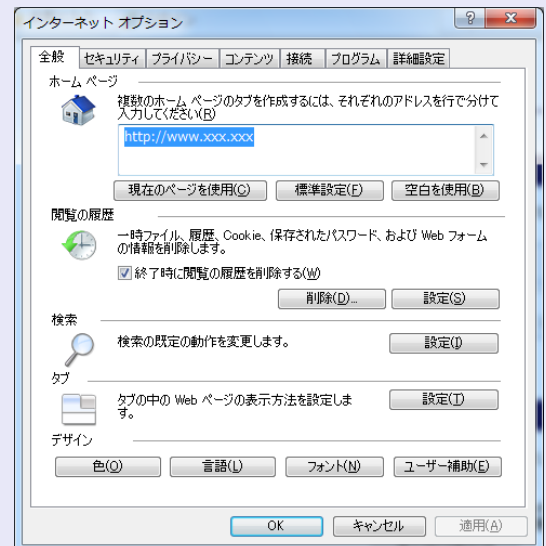 インターネット オプション
全般 セキュリティ プライバシー コンテンツ 接続 プログラム 詳細設定
ホーム ページ
複数のホーム ページのタブを作成するには、それぞれのアドレスを行で分けて
入力してください(R)
http://www.xxx.xxx
現在のページを使用(C) 標準設定(F) 空白を使用(B)
閲覧の履歴
一時ファイル、履歴、Cookie、保存されたパスワード、および Web フォーム
の情報を削除します。
終了時に閲覧の履歴を削除する(W)
削除(D)... 設定(S)
検索
検索の既定の動作を変更します。
設定(I)
タブ
タブの中の Web ページの表示方法を設定しま
す。
設定(T)
デザイン
色(O) 言語(L) フォント(N) ユーザー補助(E)
OK キャンセル 適用(A)